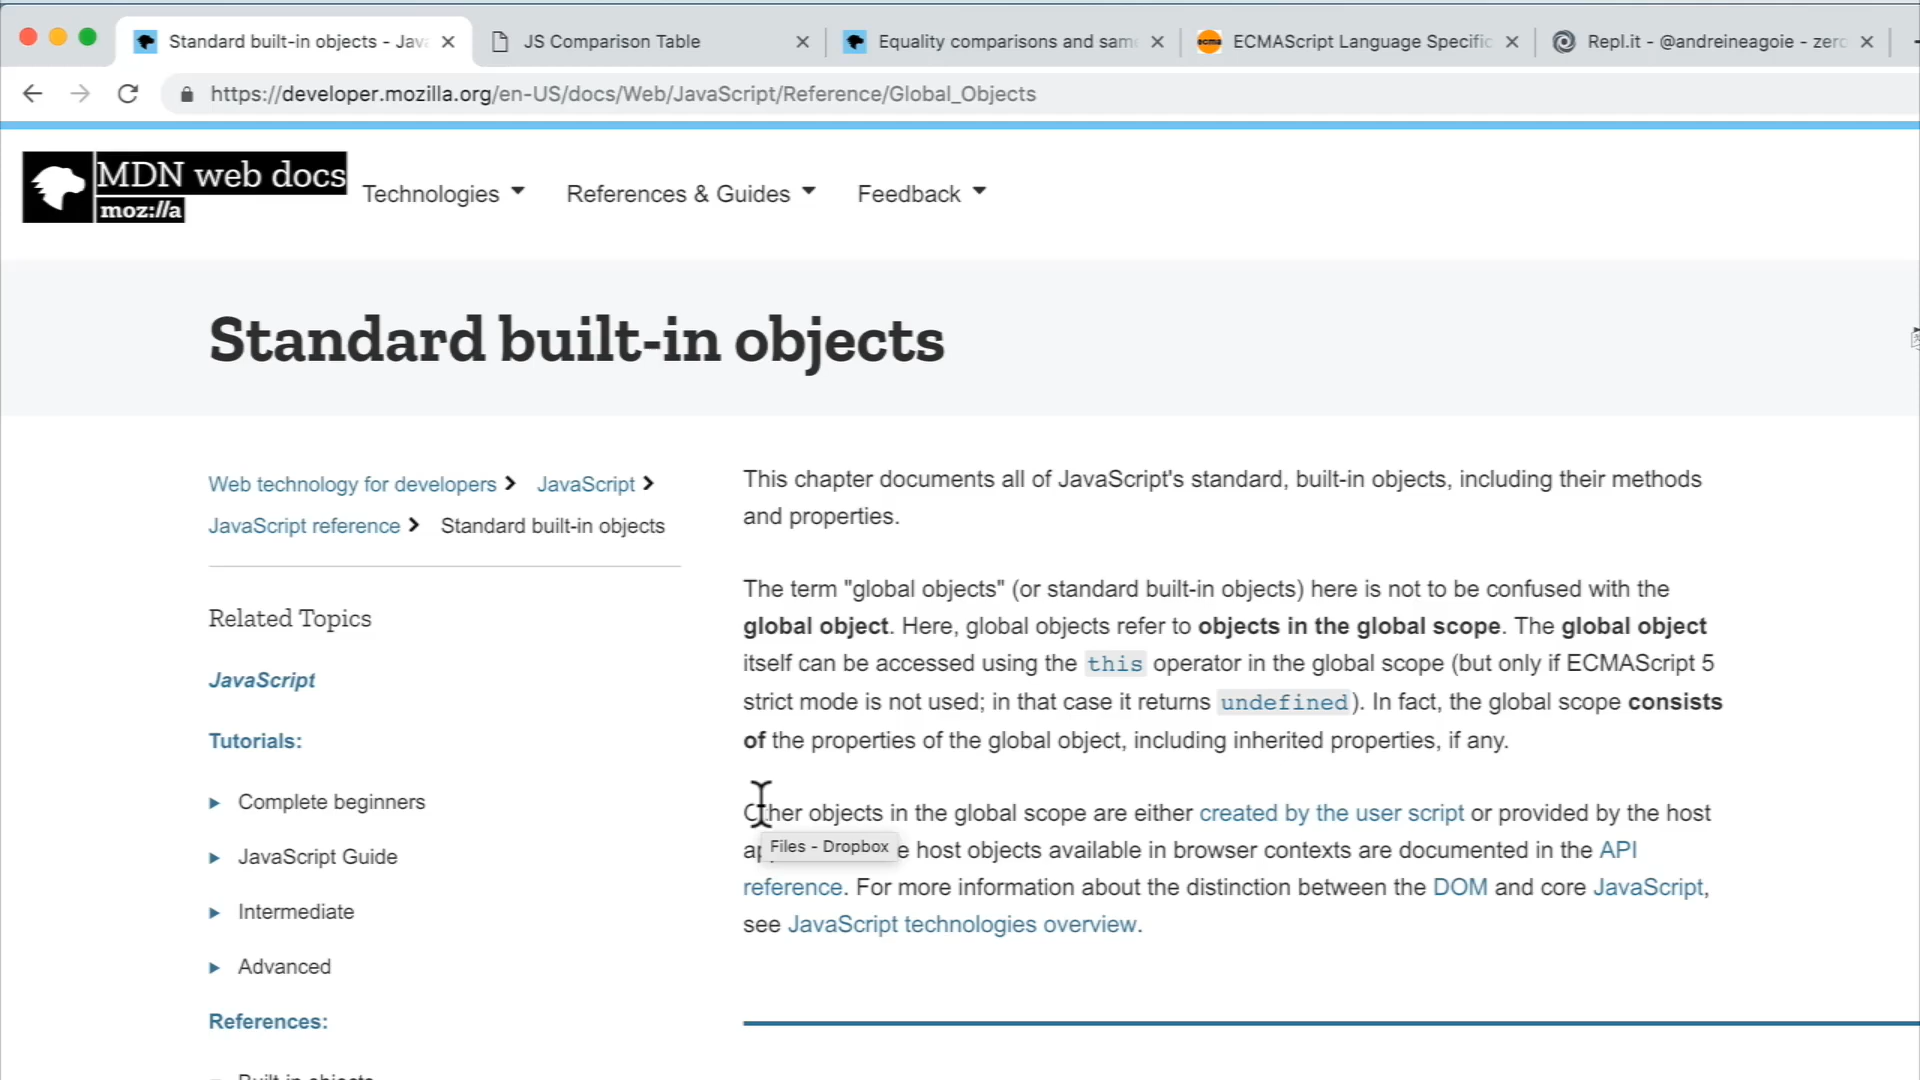 Standard built-in objects - Jav
JS Comparison Table
Equality comparisons and sam
ECMAScript Language Specific
Repl.it - @andreineagoie - zero
https://developer.mozilla.org/en-US/docs/Web/JavaScript/Reference/Global_Objects
MDN web docs
moz://a
Technologies
References & Guides
Feedback
Standard built-in objects
Web technology for developers
JavaScript
JavaScript reference
Standard built-in objects
Related Topics
JavaScript
Tutorials:
Complete beginners
JavaScript Guide
Intermediate
Advanced
References:
Built-in objects
This chapter documents all of JavaScript's standard, built-in objects, including their methods
and properties.
The term "global objects" (or standard built-in objects) here is not to be confused with the
global object. Here, global objects refer to objects in the global scope. The global object
itself can be accessed using the this operator in the global scope (but only if ECMAScript 5
strict mode is not used; in that case it returns undefined). In fact, the global scope consists
of the properties of the global object, including inherited properties, if any.
Other objects in the global scope are either created by the user script or provided by the host
Files - Dropbox
host objects available in browser contexts are documented in the API
reference. For more information about the distinction between the DOM and core JavaScript,
see JavaScript technologies overview.